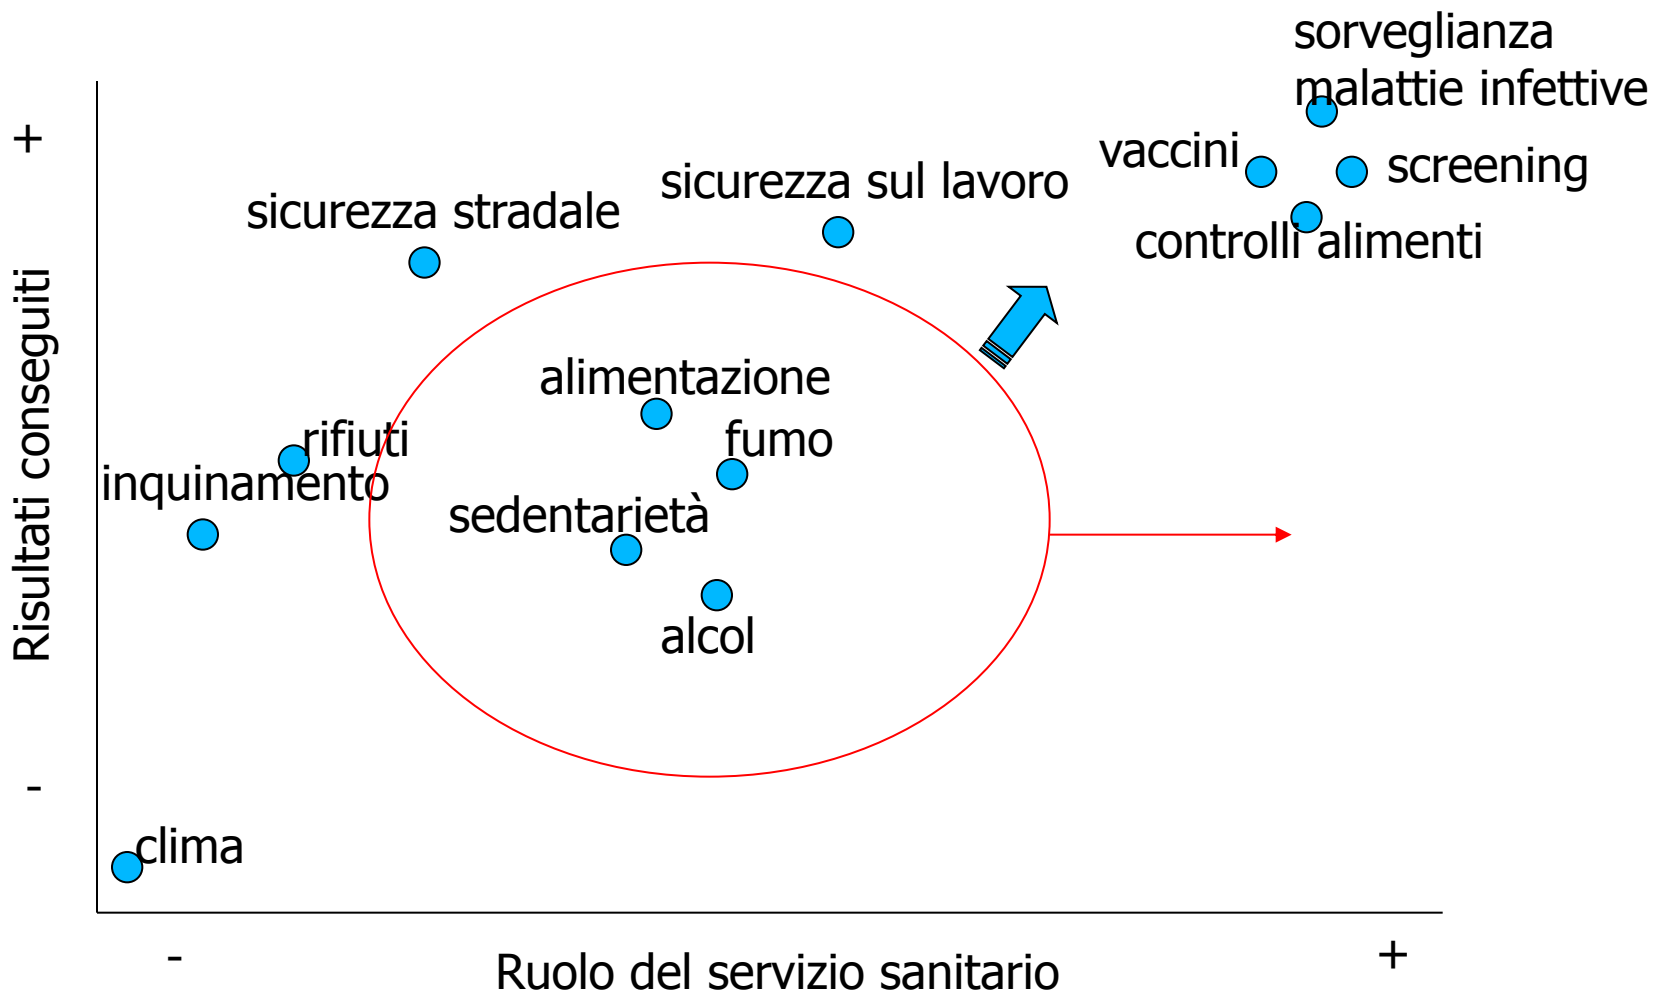 sorveglianza
malattie infettive
+
vaccini
screening
sicurezza sul lavoro
sicurezza stradale
controlli alimenti
Risultati conseguiti
alimentazione
rifiuti
fumo
inquinamento
sedentarietà
alcol
-
clima
-
+
Ruolo del servizio sanitario